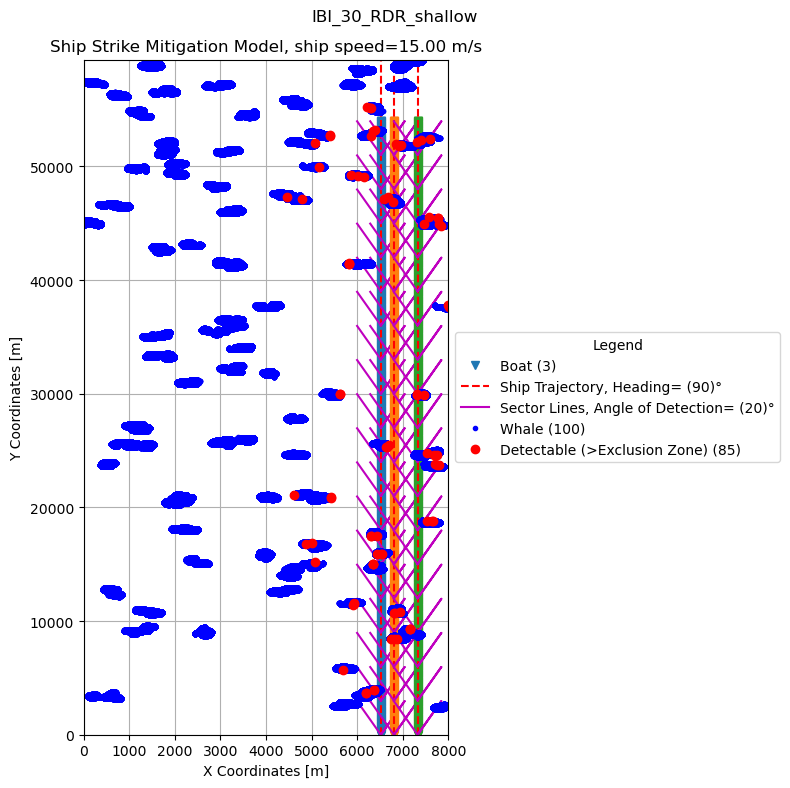 IBI_30_RDR_shallow
Ship Strike Mitigation Model, ship speed=15.00 m/s
50000
40000
30000
20000
10000
0
Y Coordinates [m]
0 1000 2000 3000 4000 5000 6000 7000 8000
X Coordinates [m]
Legend
Boat (3)
Ship Trajectory, Heading= (90)°
Sector Lines, Angle of Detection= (20)°
Whale (100)
Detectable (>Exclusion Zone) (85)